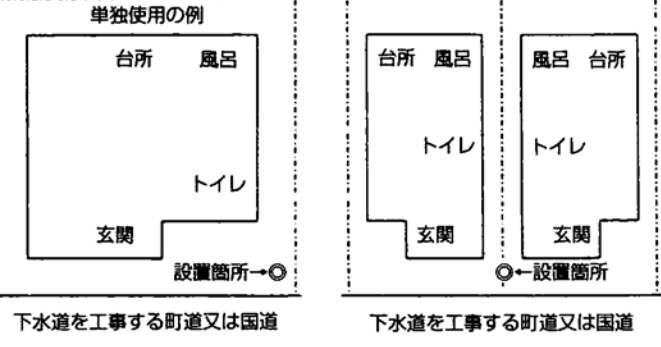 単独使用の例
台所 風呂
トイレ
玄関
設置箇所→◎
下水道を工事する町道又は国道
台所 風呂
トイレ
玄関
風呂 台所
トイレ
玄関
◎←設置箇所
下水道を工事する町道又は国道